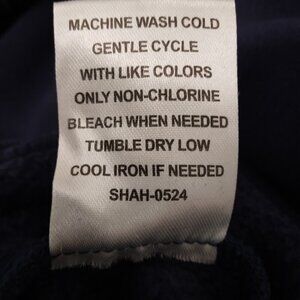 MACHINE WASH COLD
GENTLE CYCLE
WITH LIKE COLORS
ONLY NON-CHLORINE
BLEACH WHEN NEEDED
TUMBLE DRY LOW
COOL IRON IF NEEDED
SHAH-0524